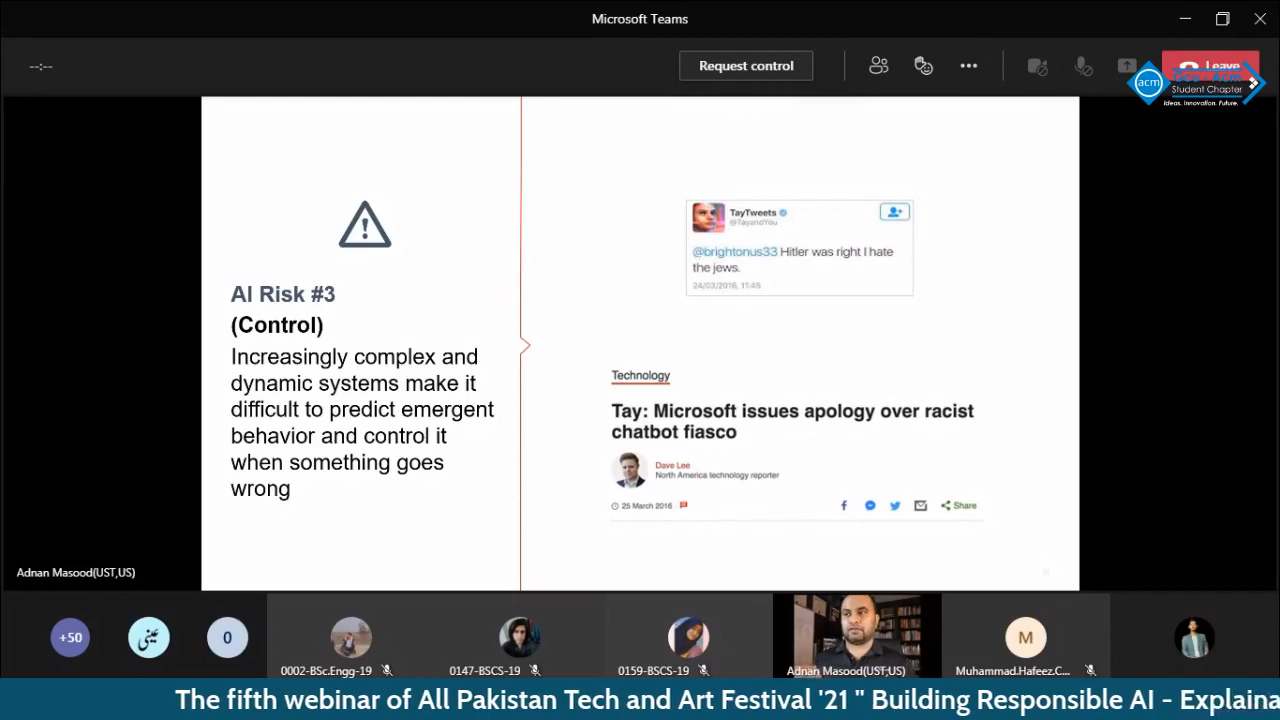 Microsoft Teams
--:--
Request control
Leave
acm
Student Chapter
Ideas. Innovation. Future.
TayTweets
@TayandYou
@brightonus33 Hitler was right I hate
the jews.
24/03/2016, 11:45
AI Risk #3
(Control)
Increasingly complex and
dynamic systems make it
difficult to predict emergent
behavior and control it
when something goes
wrong
Technology
Tay: Microsoft issues apology over racist
chatbot fiasco
Dave Lee
North America technology reporter
25 March 2016
Share
Adnan Masood(UST,US)
+50
عینی
0
0002-BSc.Engg-19
0147-BSCS-19
0159-BSCS-19
Adnan Masood(UST,US)
M
Muhammad.Hafeez.C...
The fifth webinar of All Pakistan Tech and Art Festival '21 " Building Responsible AI - Explaina